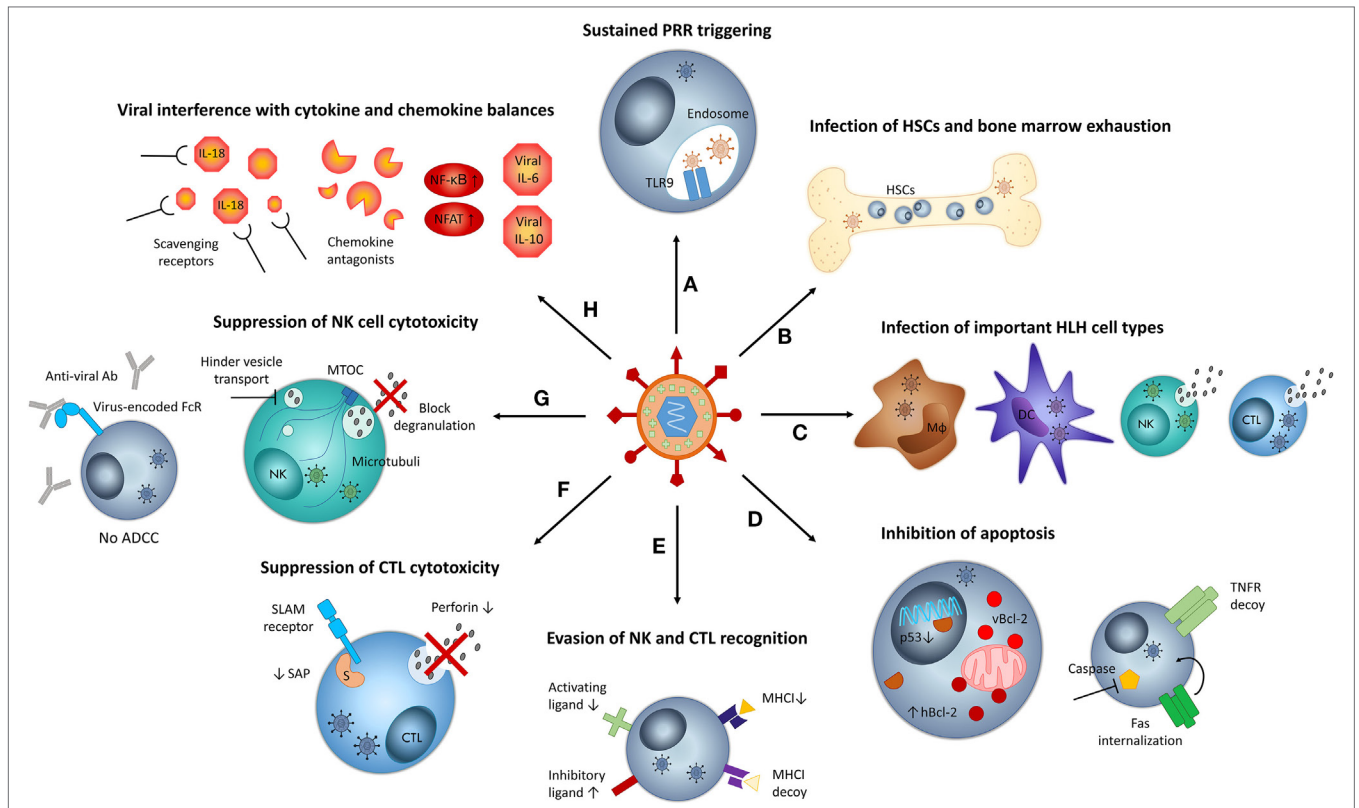 Sustained PRR triggering
Endosome
TLR9
A
Viral interference with cytokine and chemokine balances
IL-18
IL-18
Scavenging
receptors
Chemokine
antagonists
NF-κB ↑
NFAT ↑
Viral
IL-6
Viral
IL-10
H
Infection of HSCs and bone marrow exhaustion
HSCs
B
Suppression of NK cell cytotoxicity
Anti-viral Ab
Virus-encoded FcR
No ADCC
Hinder vesicle
transport
MTOC
Block
degranulation
Microtubuli
NK
G
Infection of important HLH cell types
Mϕ
DC
NK
CTL
C
Suppression of CTL cytotoxicity
SLAM
receptor
↓ SAP
S
Perforin ↓
CTL
F
Evasion of NK and CTL recognition
Activating
ligand ↓
MHCI↓
Inhibitory
ligand ↑
MHCI
decoy
E
Inhibition of apoptosis
p53↓
vBcl-2
↑hBcl-2
TNFR
decoy
Caspase
Fas
internalization
D